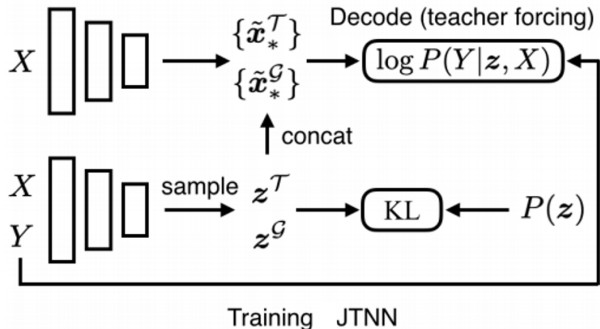 Decode (teacher forcing)
X {x̃_*^𝒯} log P(Y|z, X)
{x̃_*^𝒢}
concat
X sample z^𝒯 KL P(z)
Y z^𝒢
Training JTNN